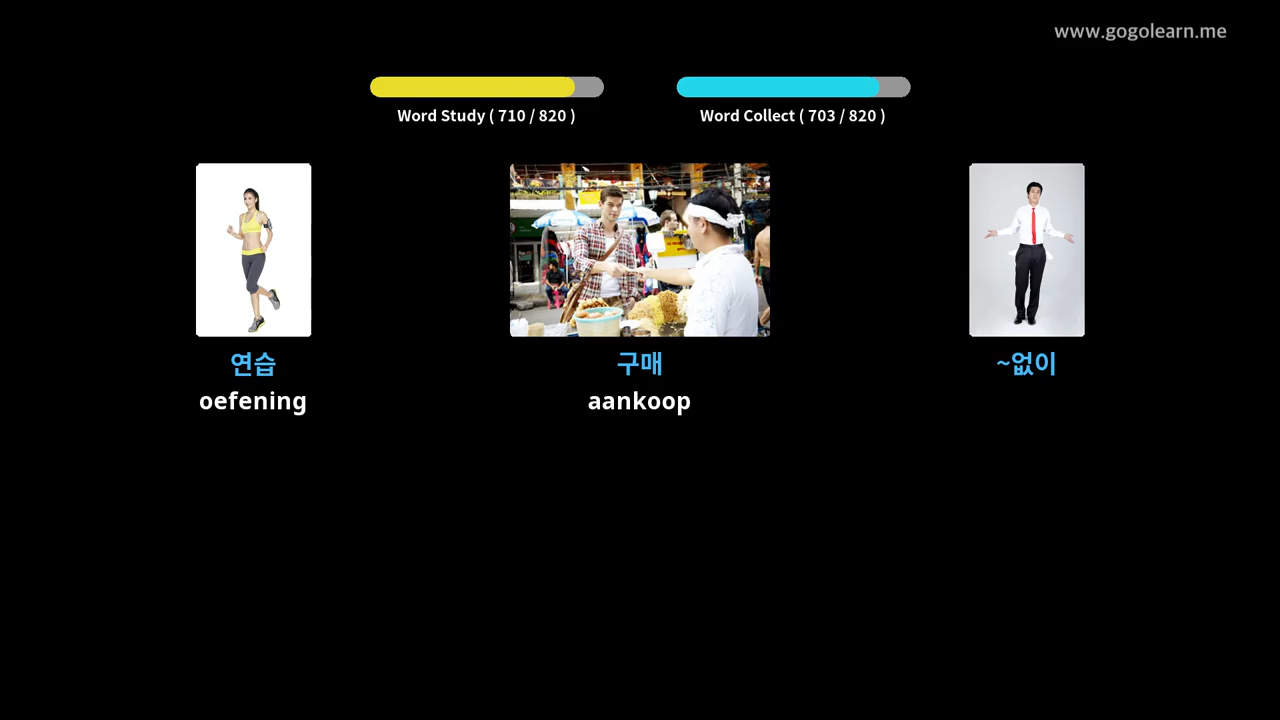 www.gogolearn.me
Word Study ( 710 / 820 )
Word Collect ( 703 / 820 )
연습
구매
~없이
oefening
aankoop